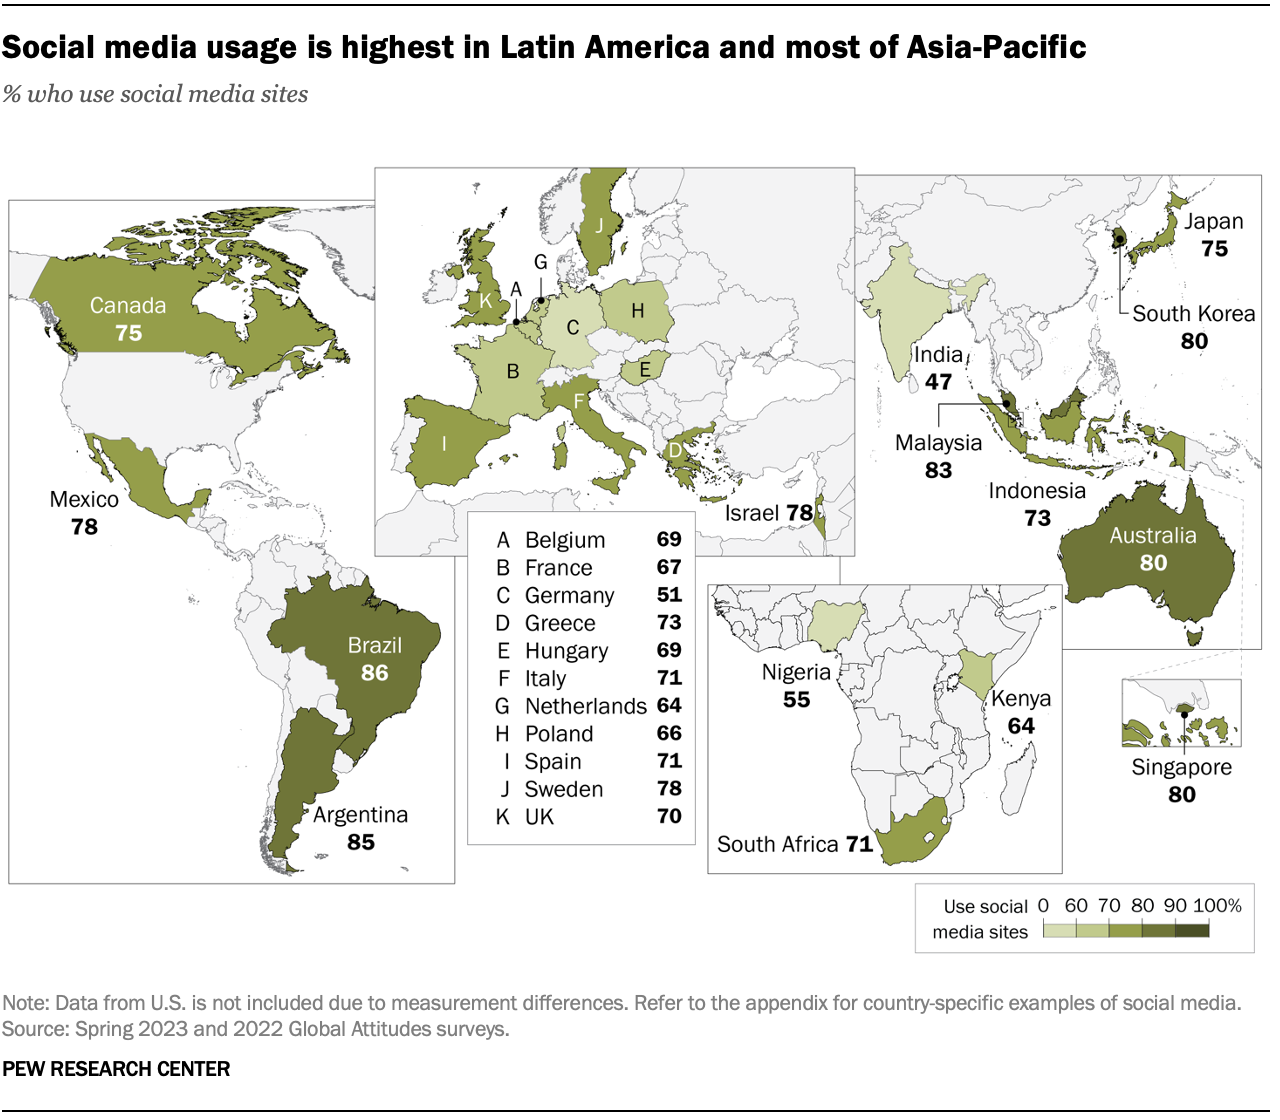 Social media usage is highest in Latin America and most of Asia-Pacific
% who use social media sites
Canada
75
Mexico
78
Brazil
86
Argentina
85
G
A
J
K
H
C
B
E
F
I
D
Israel 78
A Belgium 69
B France 67
C Germany 51
D Greece 73
E Hungary 69
F Italy 71
G Netherlands 64
H Poland 66
I Spain 71
J Sweden 78
K UK 70
Japan
75
South Korea
80
India
47
Malaysia
83
Indonesia
73
Australia
80
Nigeria
55
Kenya
64
South Africa 71
Singapore
80
Use social 0 60 70 80 90 100%
media sites
Note: Data from U.S. is not included due to measurement differences. Refer to the appendix for country-specific examples of social media.
Source: Spring 2023 and 2022 Global Attitudes surveys.
PEW RESEARCH CENTER